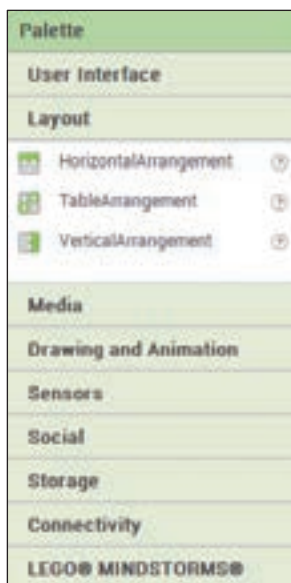 Palette
User Interface
Layout
HorizontalArrangement
TableArrangement
VerticalArrangement
Media
Drawing and Animation
Sensors
Social
Storage
Connectivity
LEGO® MINDSTORMS®